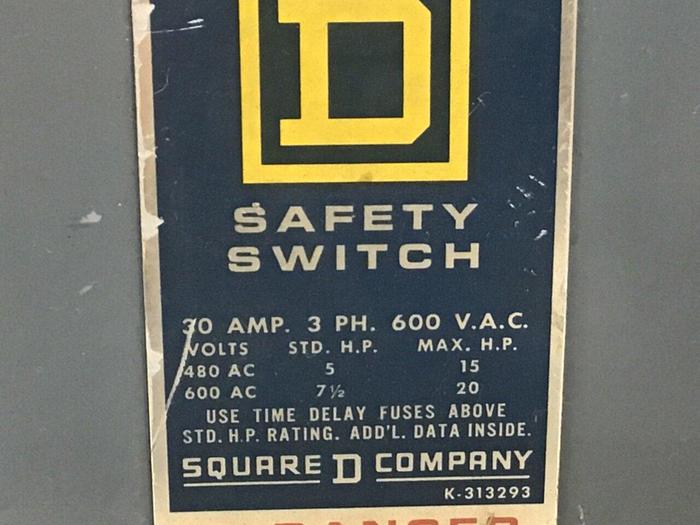 D
SAFETY
SWITCH
30 AMP. 3 PH. 600 V.A.C.
VOLTS STD. H.P. MAX. H.P.
480 AC 5 15
600 AC 7½ 20
USE TIME DELAY FUSES ABOVE
STD. H.P. RATING. ADD'L. DATA INSIDE.
SQUARE D COMPANY
K-313293
DANGER